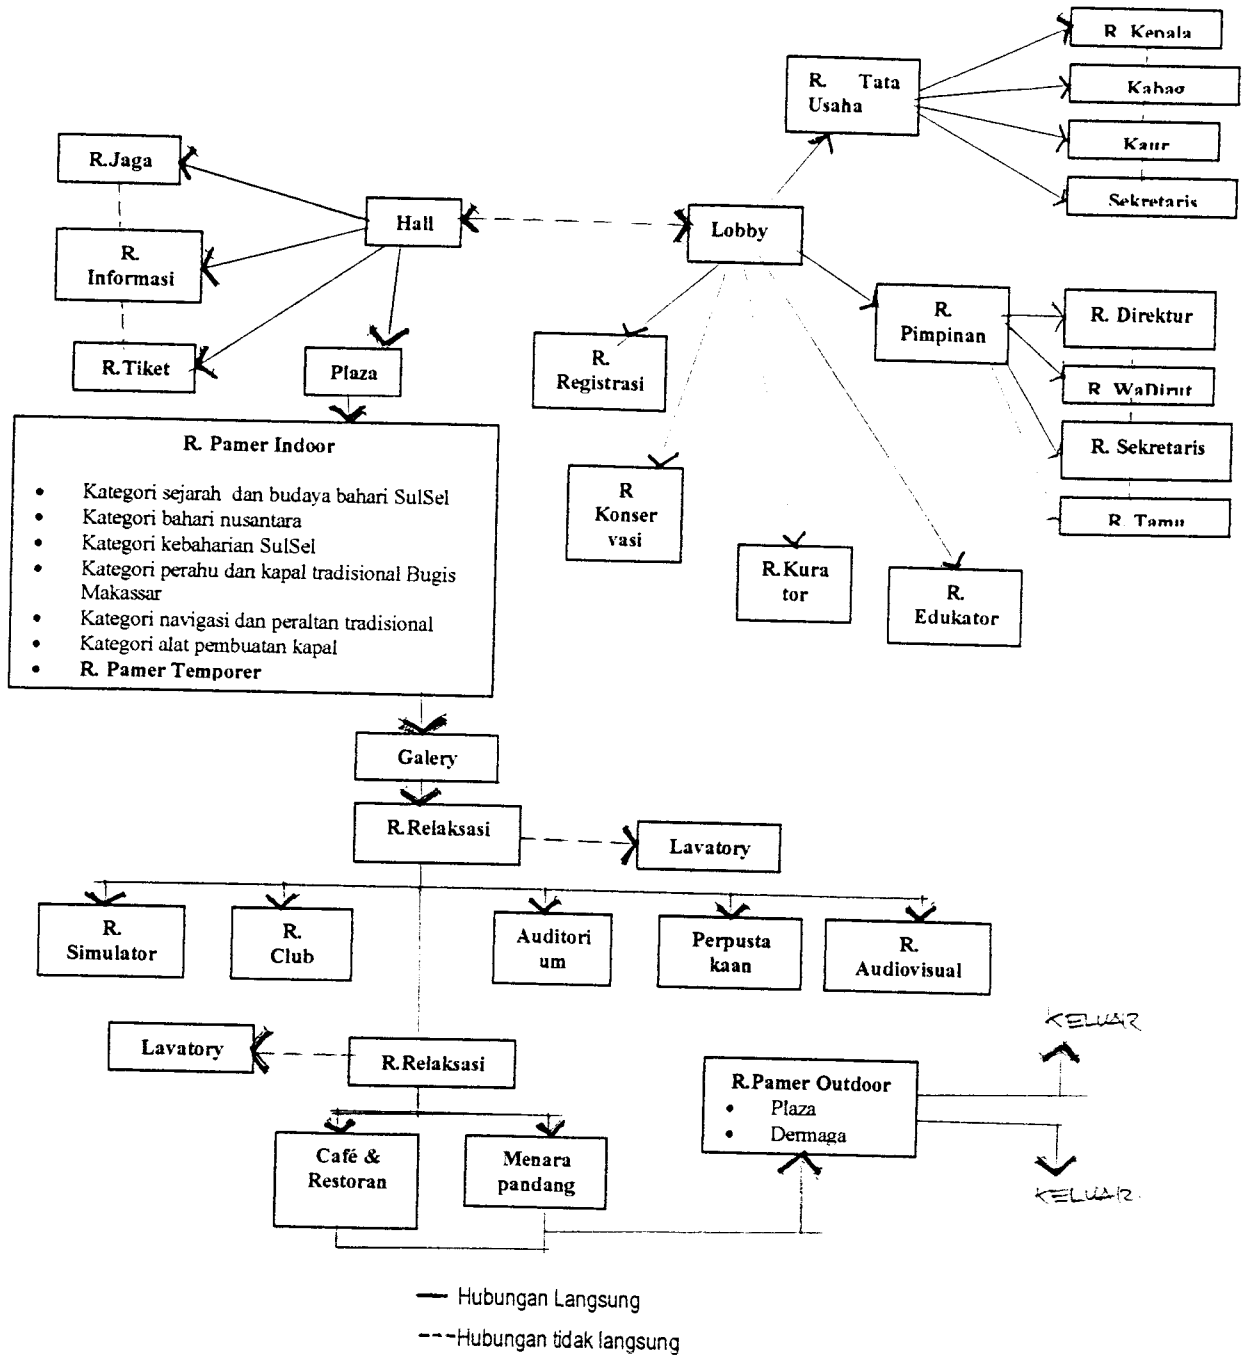 R. Kepala
R. Tata
Usaha
Kabag
Kaur
Sekretaris
R.Jaga
Hall
Lobby
R.
Informasi
R.
Pimpinan
R. Direktur
R.Tiket
Plaza
R.
Registrasi
R. WaDirut
R. Sekretaris
R. Tamu
R. Pamer Indoor
• Kategori sejarah dan budaya bahari SulSel
• Kategori bahari nusantara
• Kategori kebaharian SulSel
• Kategori perahu dan kapal tradisional Bugis
Makassar
• Kategori navigasi dan peraltan tradisional
• Kategori alat pembuatan kapal
• R. Pamer Temporer
R
Konser
vasi
R.Kura
tor
R.
Edukator
Galery
R.Relaksasi
Lavatory
R.
Simulator
R.
Club
Auditori
um
Perpusta
kaan
R.
Audiovisual
Lavatory
R.Relaksasi
KELUAR
R.Pamer Outdoor
• Plaza
• Dermaga
Café &
Restoran
Menara
pandang
KELUAR
Hubungan Langsung
Hubungan tidak langsung